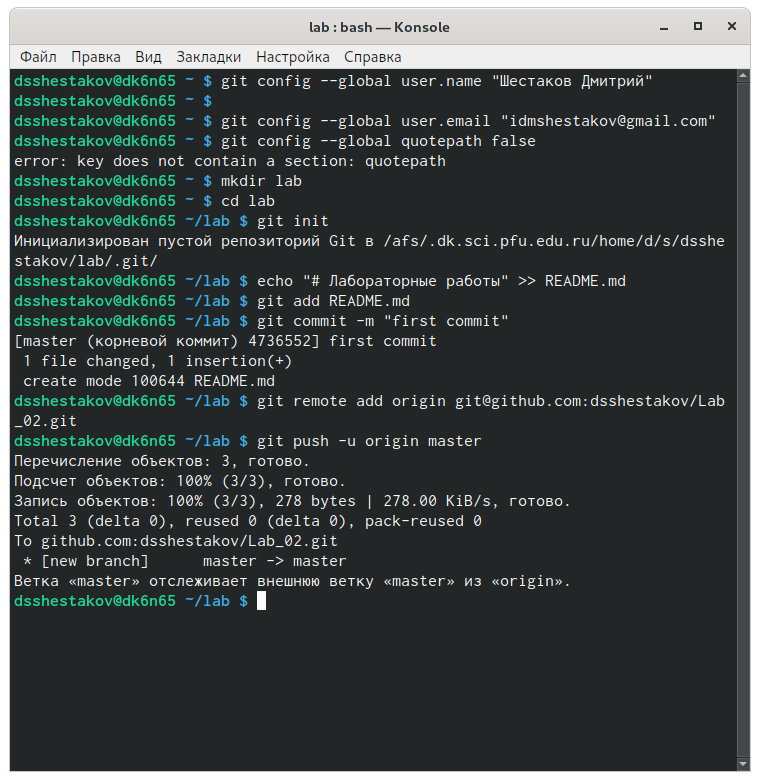 lab : bash — Konsole
Файл Правка Вид Закладки Настройка Справка
dsshestakov@dk6n65 ~ $ git config --global user.name "Шестаков Дмитрий"
dsshestakov@dk6n65 ~ $
dsshestakov@dk6n65 ~ $ git config --global user.email "idmshestakov@gmail.com"
dsshestakov@dk6n65 ~ $ git config --global quotepath false
error: key does not contain a section: quotepath
dsshestakov@dk6n65 ~ $ mkdir lab
dsshestakov@dk6n65 ~ $ cd lab
dsshestakov@dk6n65 ~/lab $ git init
Инициализирован пустой репозиторий Git в /afs/.dk.sci.pfu.edu.ru/home/d/s/dsshe
stakov/lab/.git/
dsshestakov@dk6n65 ~/lab $ echo "# Лабораторные работы" >> README.md
dsshestakov@dk6n65 ~/lab $ git add README.md
dsshestakov@dk6n65 ~/lab $ git commit -m "first commit"
[master (корневой коммит) 4736552] first commit
 1 file changed, 1 insertion(+)
 create mode 100644 README.md
dsshestakov@dk6n65 ~/lab $ git remote add origin git@github.com:dsshestakov/Lab
_02.git
dsshestakov@dk6n65 ~/lab $ git push -u origin master
Перечисление объектов: 3, готово.
Подсчет объектов: 100% (3/3), готово.
Запись объектов: 100% (3/3), 278 bytes | 278.00 KiB/s, готово.
Total 3 (delta 0), reused 0 (delta 0), pack-reused 0
To github.com:dsshestakov/Lab_02.git
 * [new branch]      master -> master
Ветка «master» отслеживает внешнюю ветку «master» из «origin».
dsshestakov@dk6n65 ~/lab $